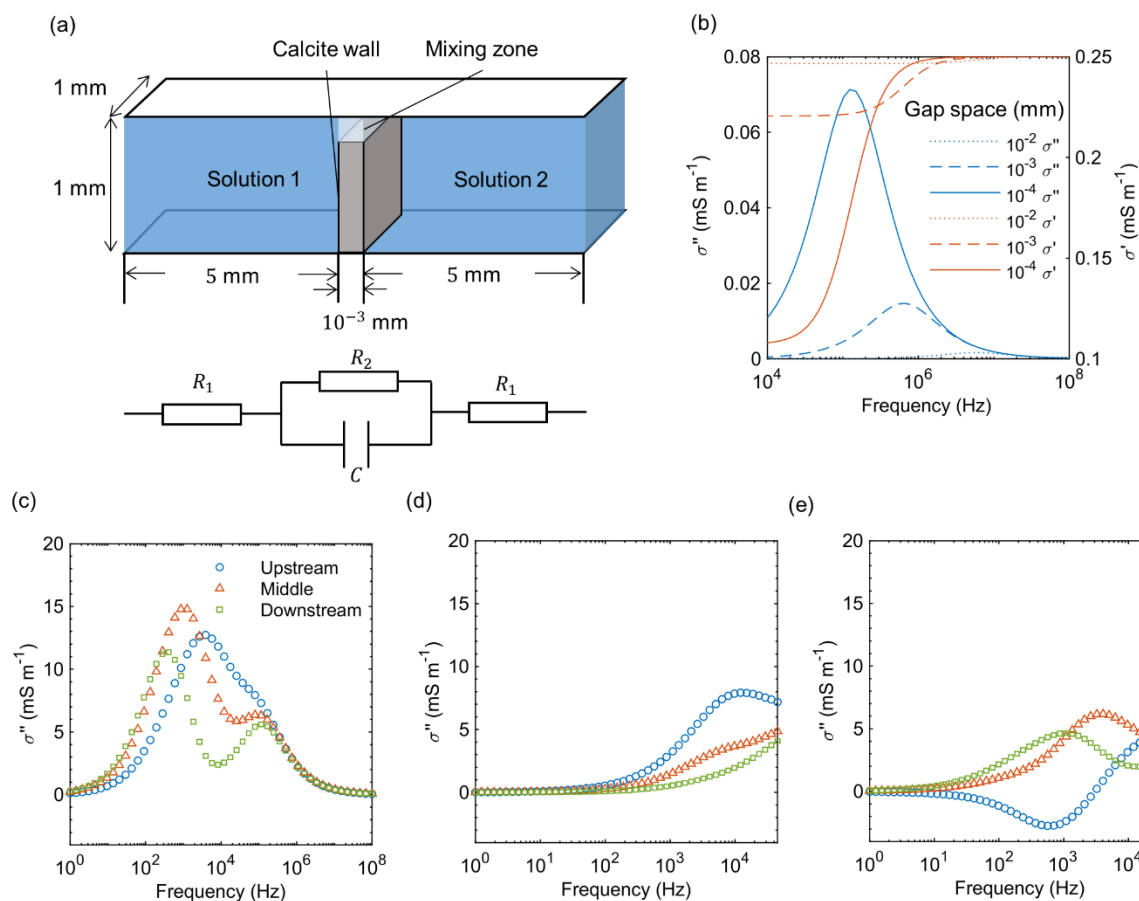 (a)
Calcite wall
Mixing zone
1 mm
1 mm
Solution 1
Solution 2
5 mm
5 mm
10⁻³ mm
R₁
R₂
R₁
C
(b)
0.08
0.06
0.04
0.02
0
σ'' (mS m⁻¹)
0.25
0.2
0.15
0.1
σ' (mS m⁻¹)
Gap space (mm)
10⁻² σ''
10⁻³ σ''
10⁻⁴ σ''
10⁻² σ'
10⁻³ σ'
10⁻⁴ σ'
10⁴ 10⁶ 10⁸
Frequency (Hz)
(c)
20
15
10
5
0
σ'' (mS m⁻¹)
Upstream
Middle
Downstream
10⁰ 10² 10⁴ 10⁶ 10⁸
Frequency (Hz)
(d)
20
15
10
5
0
σ'' (mS m⁻¹)
10⁰ 10¹ 10² 10³ 10⁴
Frequency (Hz)
(e)
20
15
10
5
0
σ'' (mS m⁻¹)
10⁰ 10¹ 10² 10³ 10⁴
Frequency (Hz)